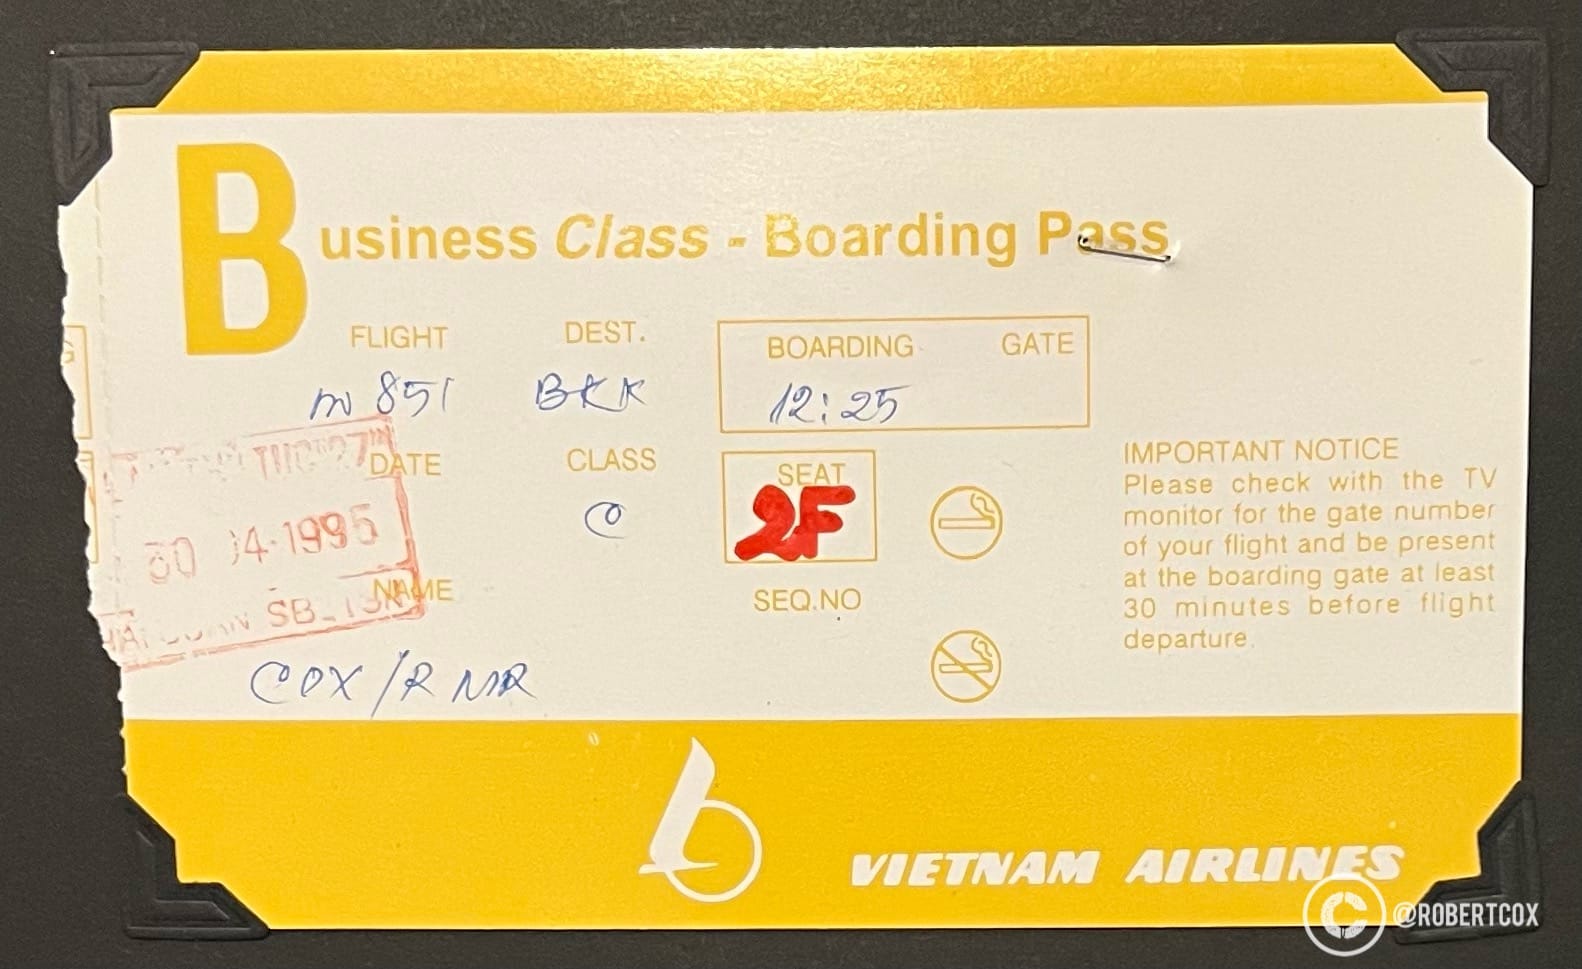 Business Class - Boarding Pass
FLIGHT DEST. BOARDING GATE
851 BKK 12:25
DATE CLASS SEAT
30 4-1995 C 2F
NAME SEQ.NO
COX/R MR
IMPORTANT NOTICE
Please check with the TV
monitor for the gate number
of your flight and be present
at the boarding gate at least
30 minutes before flight
departure.
VIETNAM AIRLINES
@ROBERTCOX